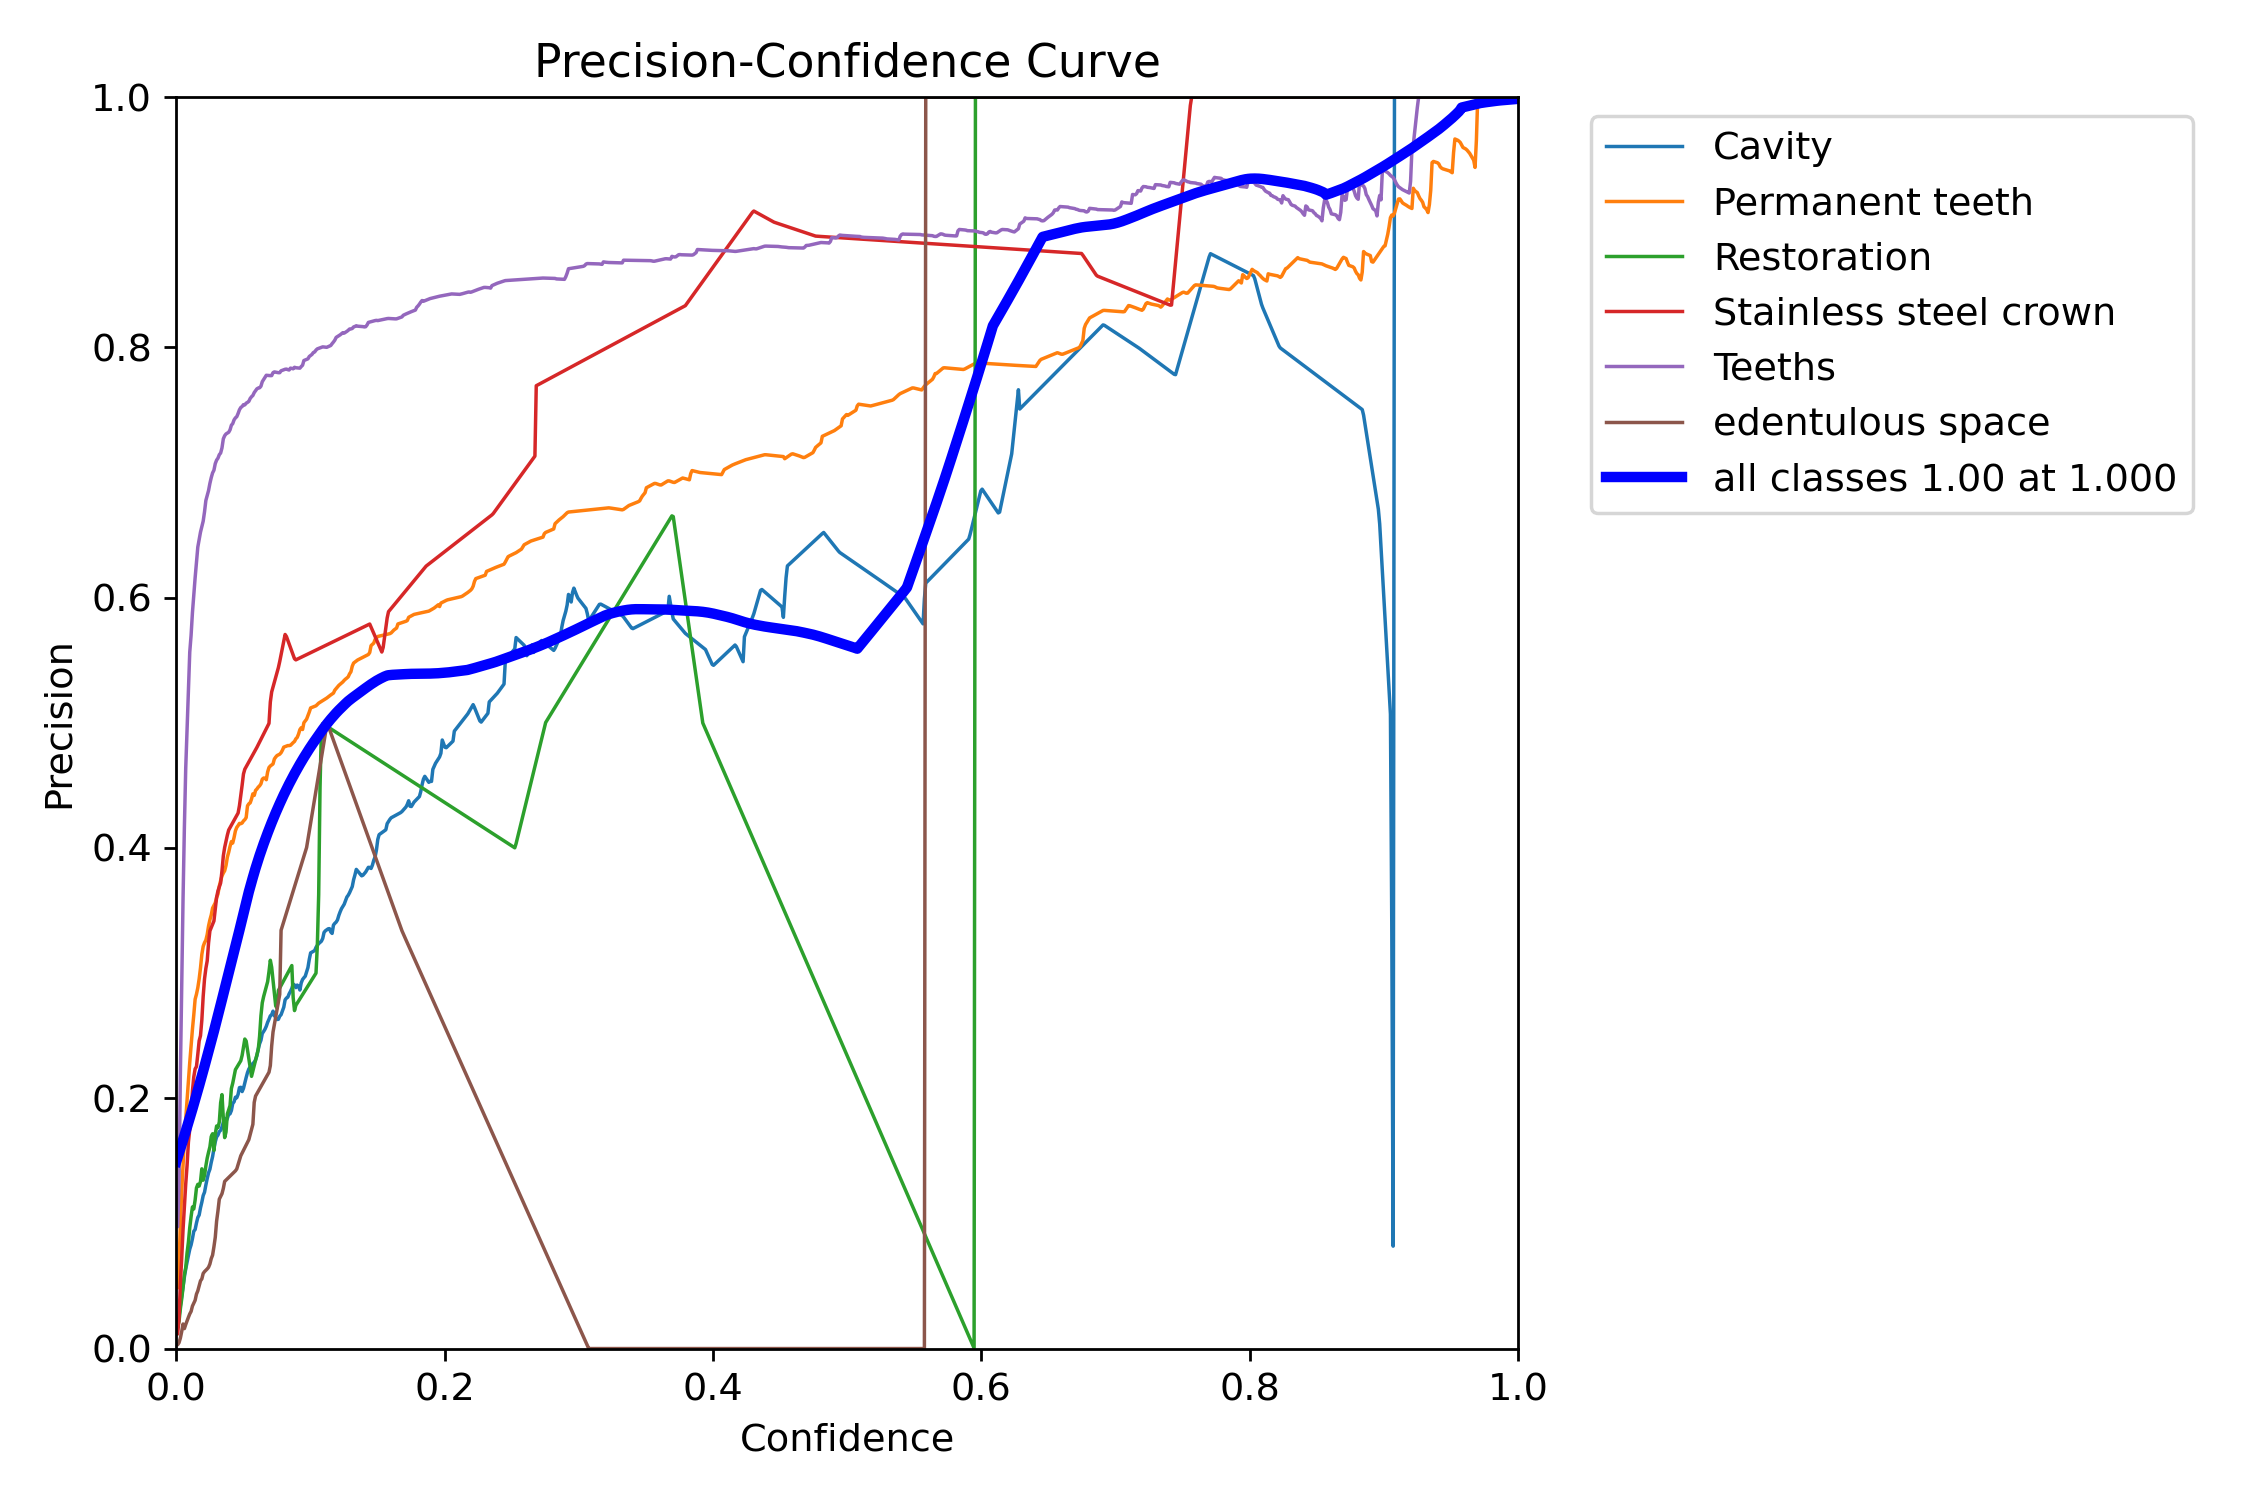 Precision-Confidence Curve
1.0
0.8
0.6
0.4
0.2
0.0
Precision
0.0 0.2 0.4 0.6 0.8 1.0
Confidence
Cavity
Permanent teeth
Restoration
Stainless steel crown
Teeths
edentulous space
all classes 1.00 at 1.000